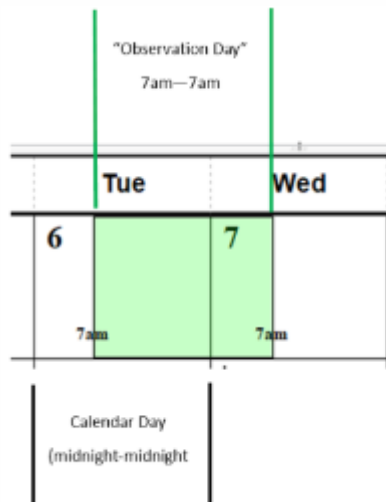 “Observation Day”
7am—7am
Tue Wed
6 7
7am 7am
Calendar Day
(midnight-midnight